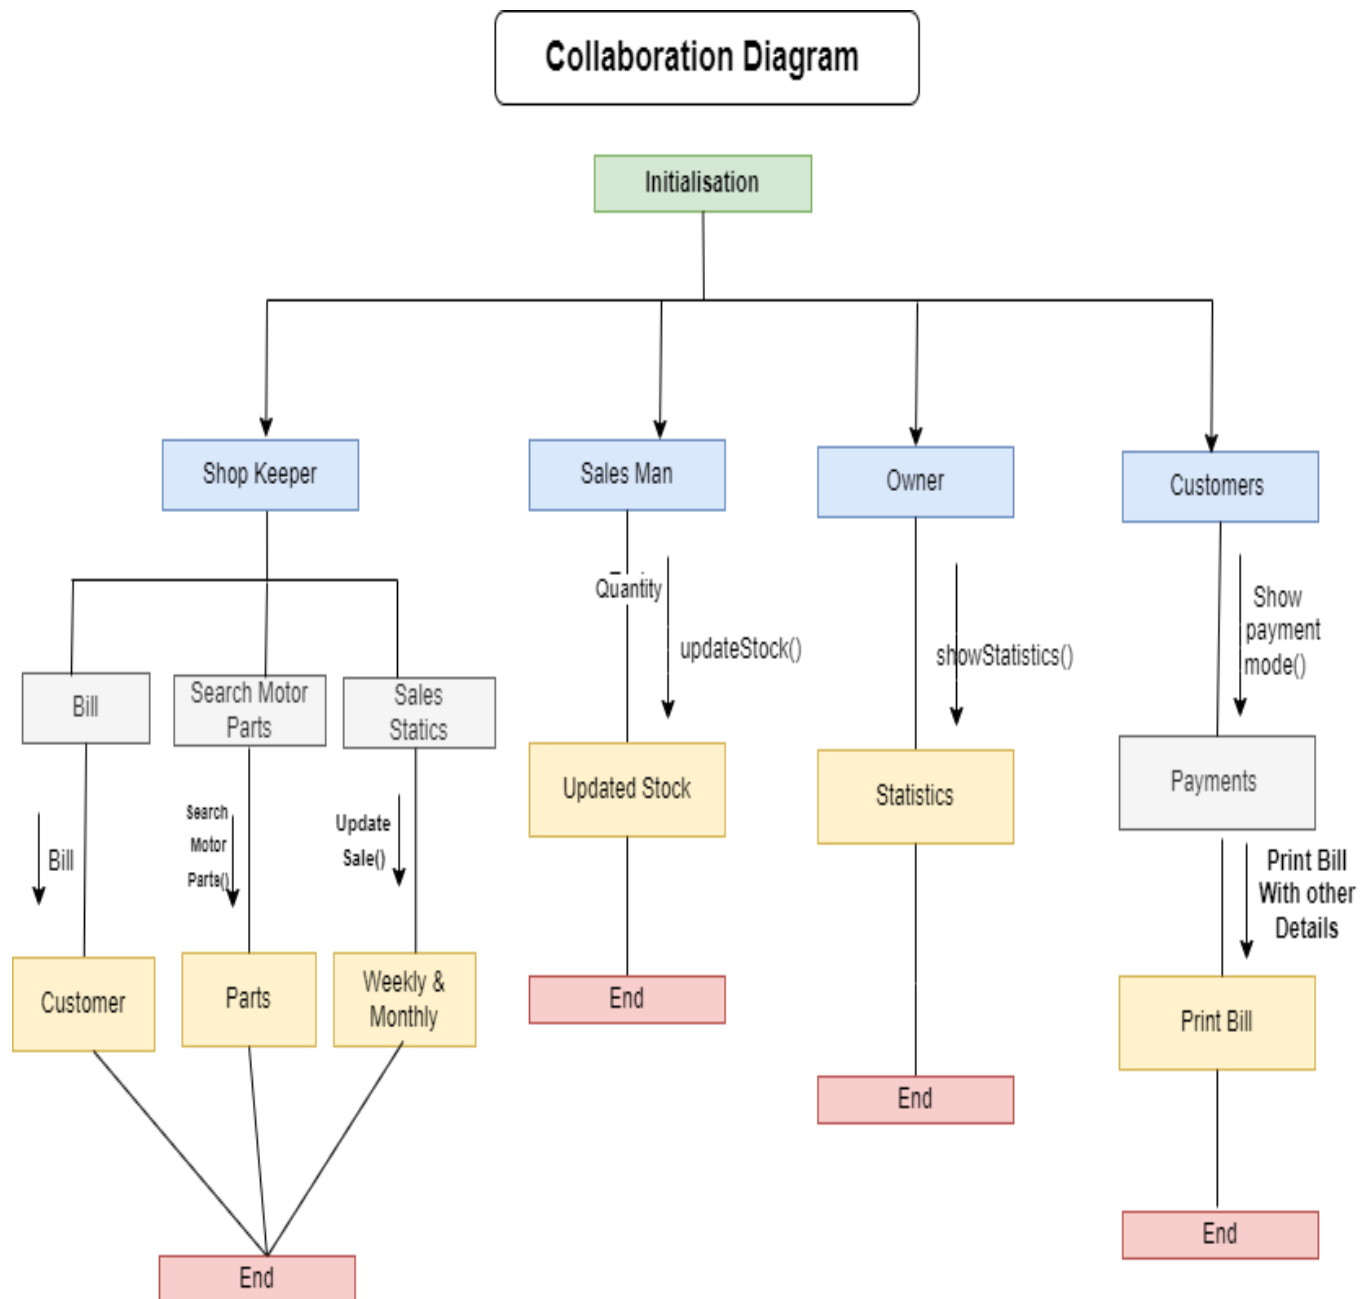 Collaboration Diagram
Initialisation
Shop Keeper
Sales Man
Owner
Customers
Quantity
updateStock()
showStatistics()
Show
payment
mode()
Bill
Search Motor
Parts
Sales
Statics
Updated Stock
Statistics
Payments
Bill
Search
Motor
Parts()
Update
Sale()
Print Bill
With other
Details
Customer
Parts
Weekly &
Monthly
End
Print Bill
End
End
End